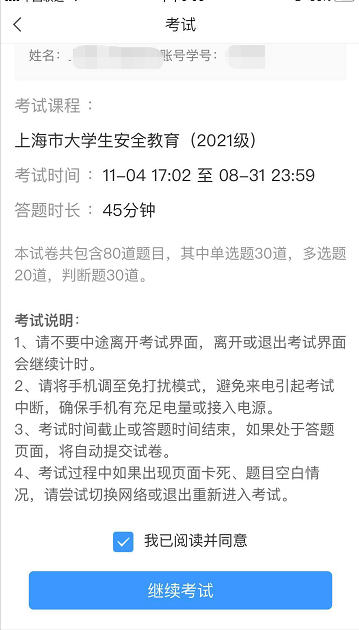 考试
姓名：
账号学号：
考试课程：
上海市大学生安全教育（2021级）
考试时间：11-04 17:02 至 08-31 23:59
答题时长：45分钟
本试卷共包含80道题目，其中单选题30道，多选题
20道，判断题30道。
考试说明：
1、请不要中途离开考试界面，离开或退出考试界面
会继续计时。
2、请将手机调至免打扰模式，避免来电引起考试
中断，确保手机有充足电量或接入电源。
3、考试时间截止或答题时间结束，如果处于答题
页面，将自动提交试卷。
4、考试过程中如果出现页面卡死、题目空白情
况，请尝试切换网络或退出重新进入考试。
我已阅读并同意
继续考试